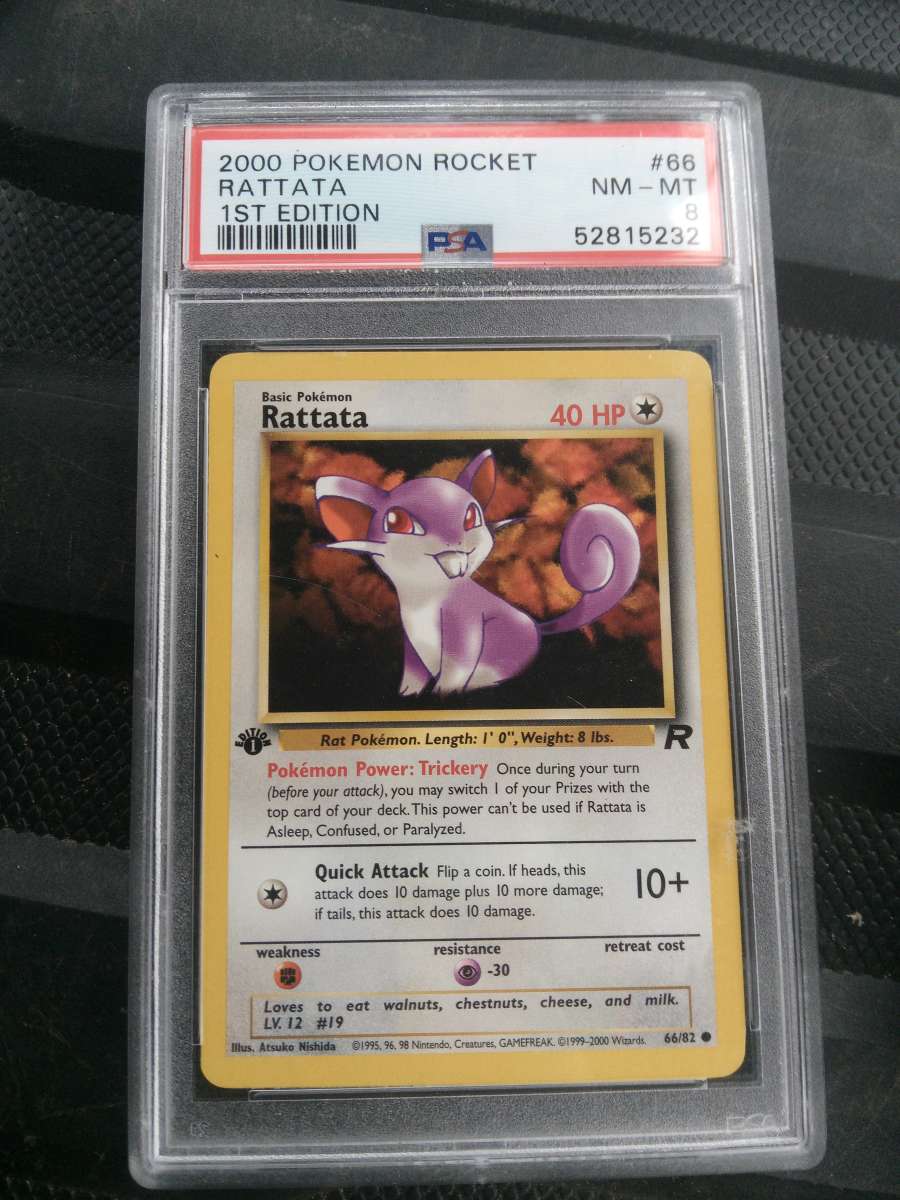 2000 POKEMON ROCKET #66
RATTATA NM - MT
1ST EDITION 8
PSA 52815232
Basic Pokémon
Rattata 40 HP
EDITION 1
Rat Pokémon. Length: 1' 0", Weight: 8 lbs. R
Pokémon Power: Trickery Once during your turn
(before your attack), you may switch 1 of your Prizes with the
top card of your deck. This power can't be used if Rattata is
Asleep, Confused, or Paralyzed.
Quick Attack Flip a coin. If heads, this
attack does 10 damage plus 10 more damage; 10+
if tails, this attack does 10 damage.
weakness resistance retreat cost
-30
Loves to eat walnuts, chestnuts, cheese, and milk.
LV. 12 #19
Illus. Atsuko Nishida ©1995, 96, 98 Nintendo, Creatures, GAMEFREAK. ©1999-2000 Wizards. 66/82
PSA